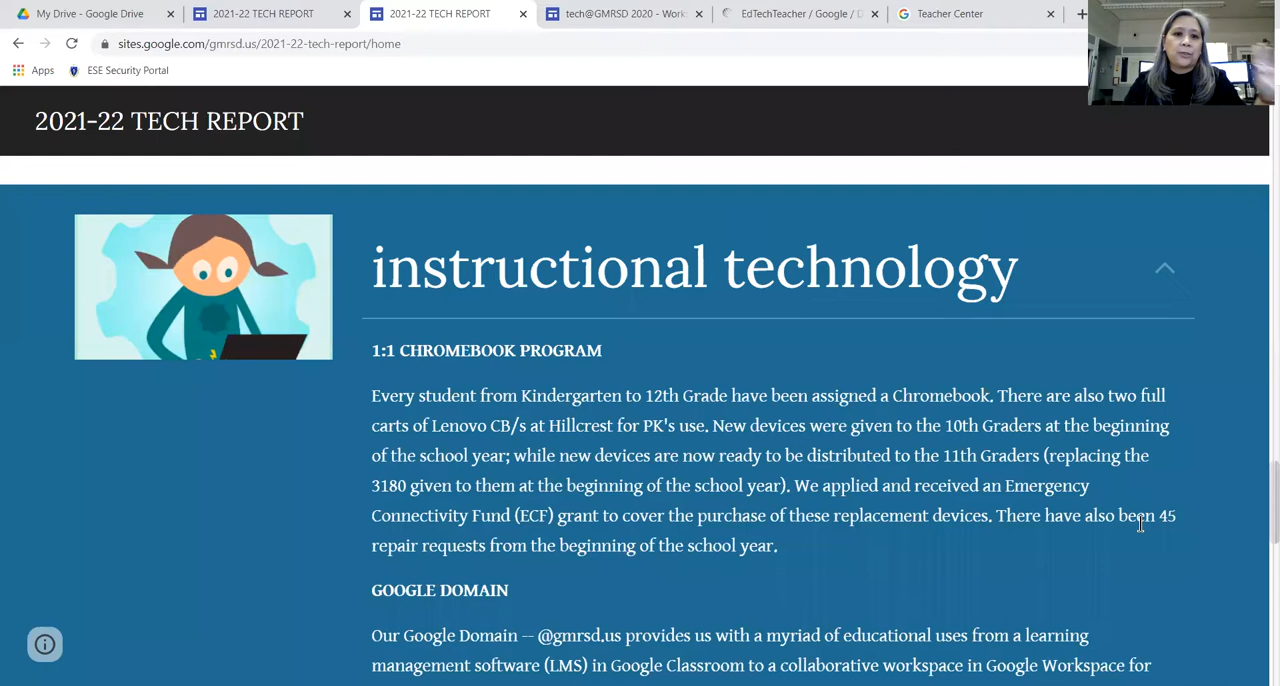 My Drive - Google Drive
2021-22 TECH REPORT
2021-22 TECH REPORT
tech@GMRSD 2020 - Work
EdTechTeacher / Google / D
Teacher Center
sites.google.com/gmrsd.us/2021-22-tech-report/home
Apps
ESE Security Portal
2021-22 TECH REPORT
instructional technology
1:1 CHROMEBOOK PROGRAM
Every student from Kindergarten to 12th Grade have been assigned a Chromebook. There are also two full
carts of Lenovo CB/s at Hillcrest for PK's use. New devices were given to the 10th Graders at the beginning
of the school year; while new devices are now ready to be distributed to the 11th Graders (replacing the
3180 given to them at the beginning of the school year). We applied and received an Emergency
Connectivity Fund (ECF) grant to cover the purchase of these replacement devices. There have also been 45
repair requests from the beginning of the school year.
GOOGLE DOMAIN
Our Google Domain -- @gmrsd.us provides us with a myriad of educational uses from a learning
management software (LMS) in Google Classroom to a collaborative workspace in Google Workspace for